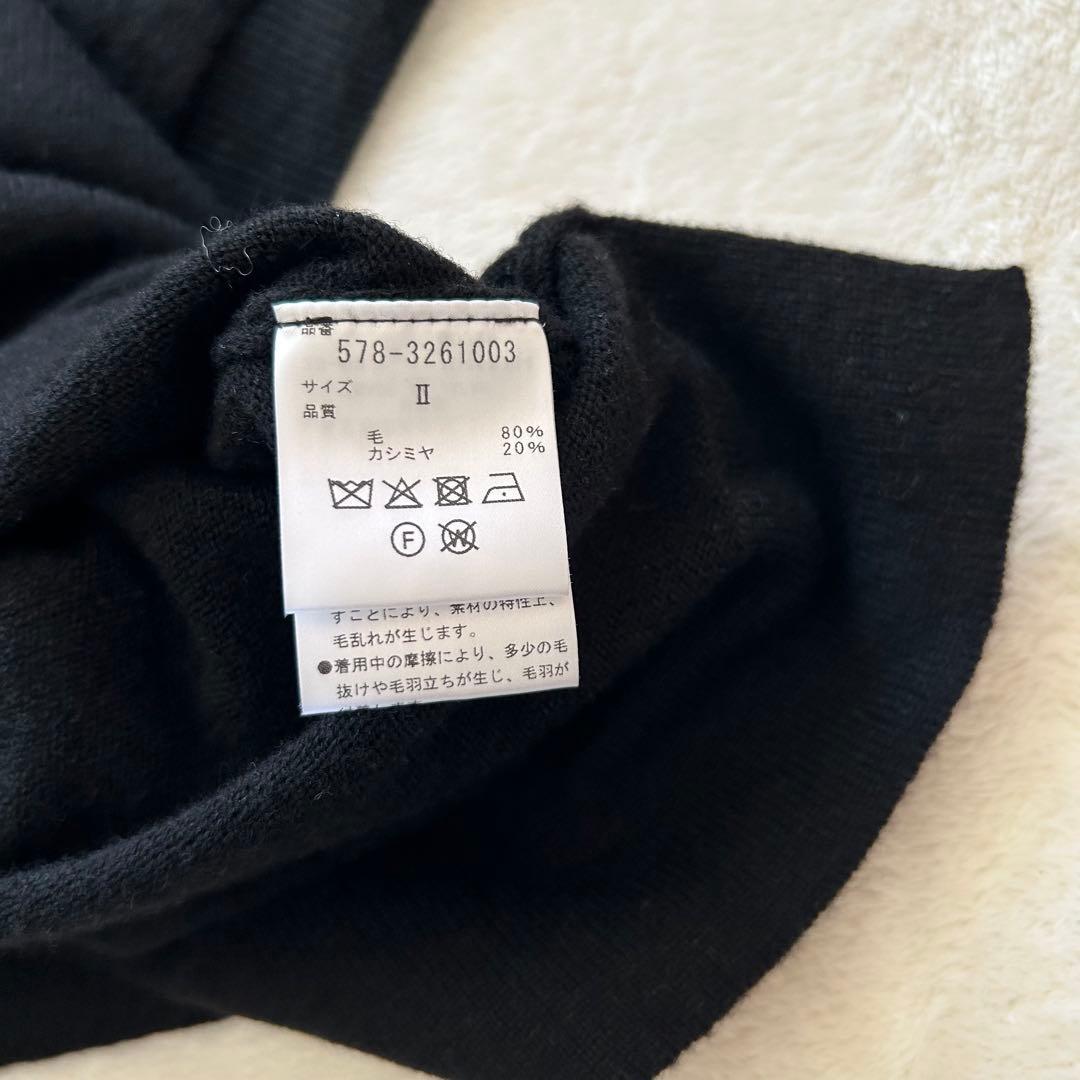 品番
578-3261003
サイズ Ⅱ
品質
毛 80%
カシミヤ 20%
F
W
すことにより、素材の特性上、
毛乱れが生じます。
●着用中の摩擦により、多少の毛
抜けや毛羽立ちが生じ、毛羽が